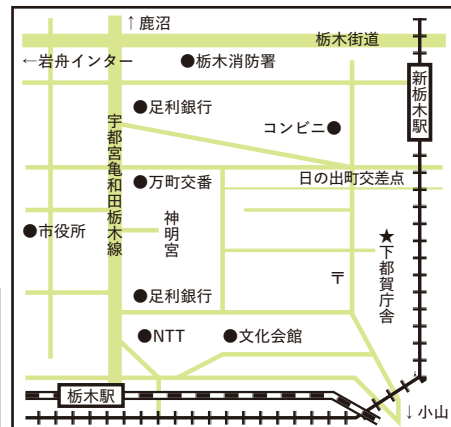 ↑鹿沼
栃木街道
←岩舟インター
●栃木消防署
新栃木駅
●足利銀行
コンビニ●
宇都宮亀和田栃木線
●万町交番
日の出町交差点
神明宮
●市役所
★下都賀庁舎
〒
●足利銀行
●NTT
●文化会館
栃木駅
↓小山